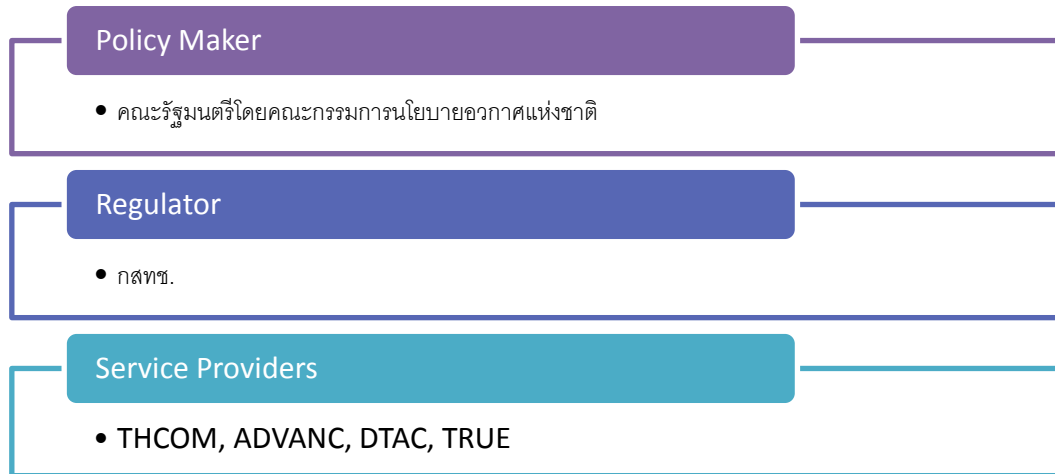 Policy Maker
• คณะรัฐมนตรีโดยคณะกรรมการนโยบายอวกาศแห่งชาติ
Regulator
• กสทช.
Service Providers
• THCOM, ADVANC, DTAC, TRUE